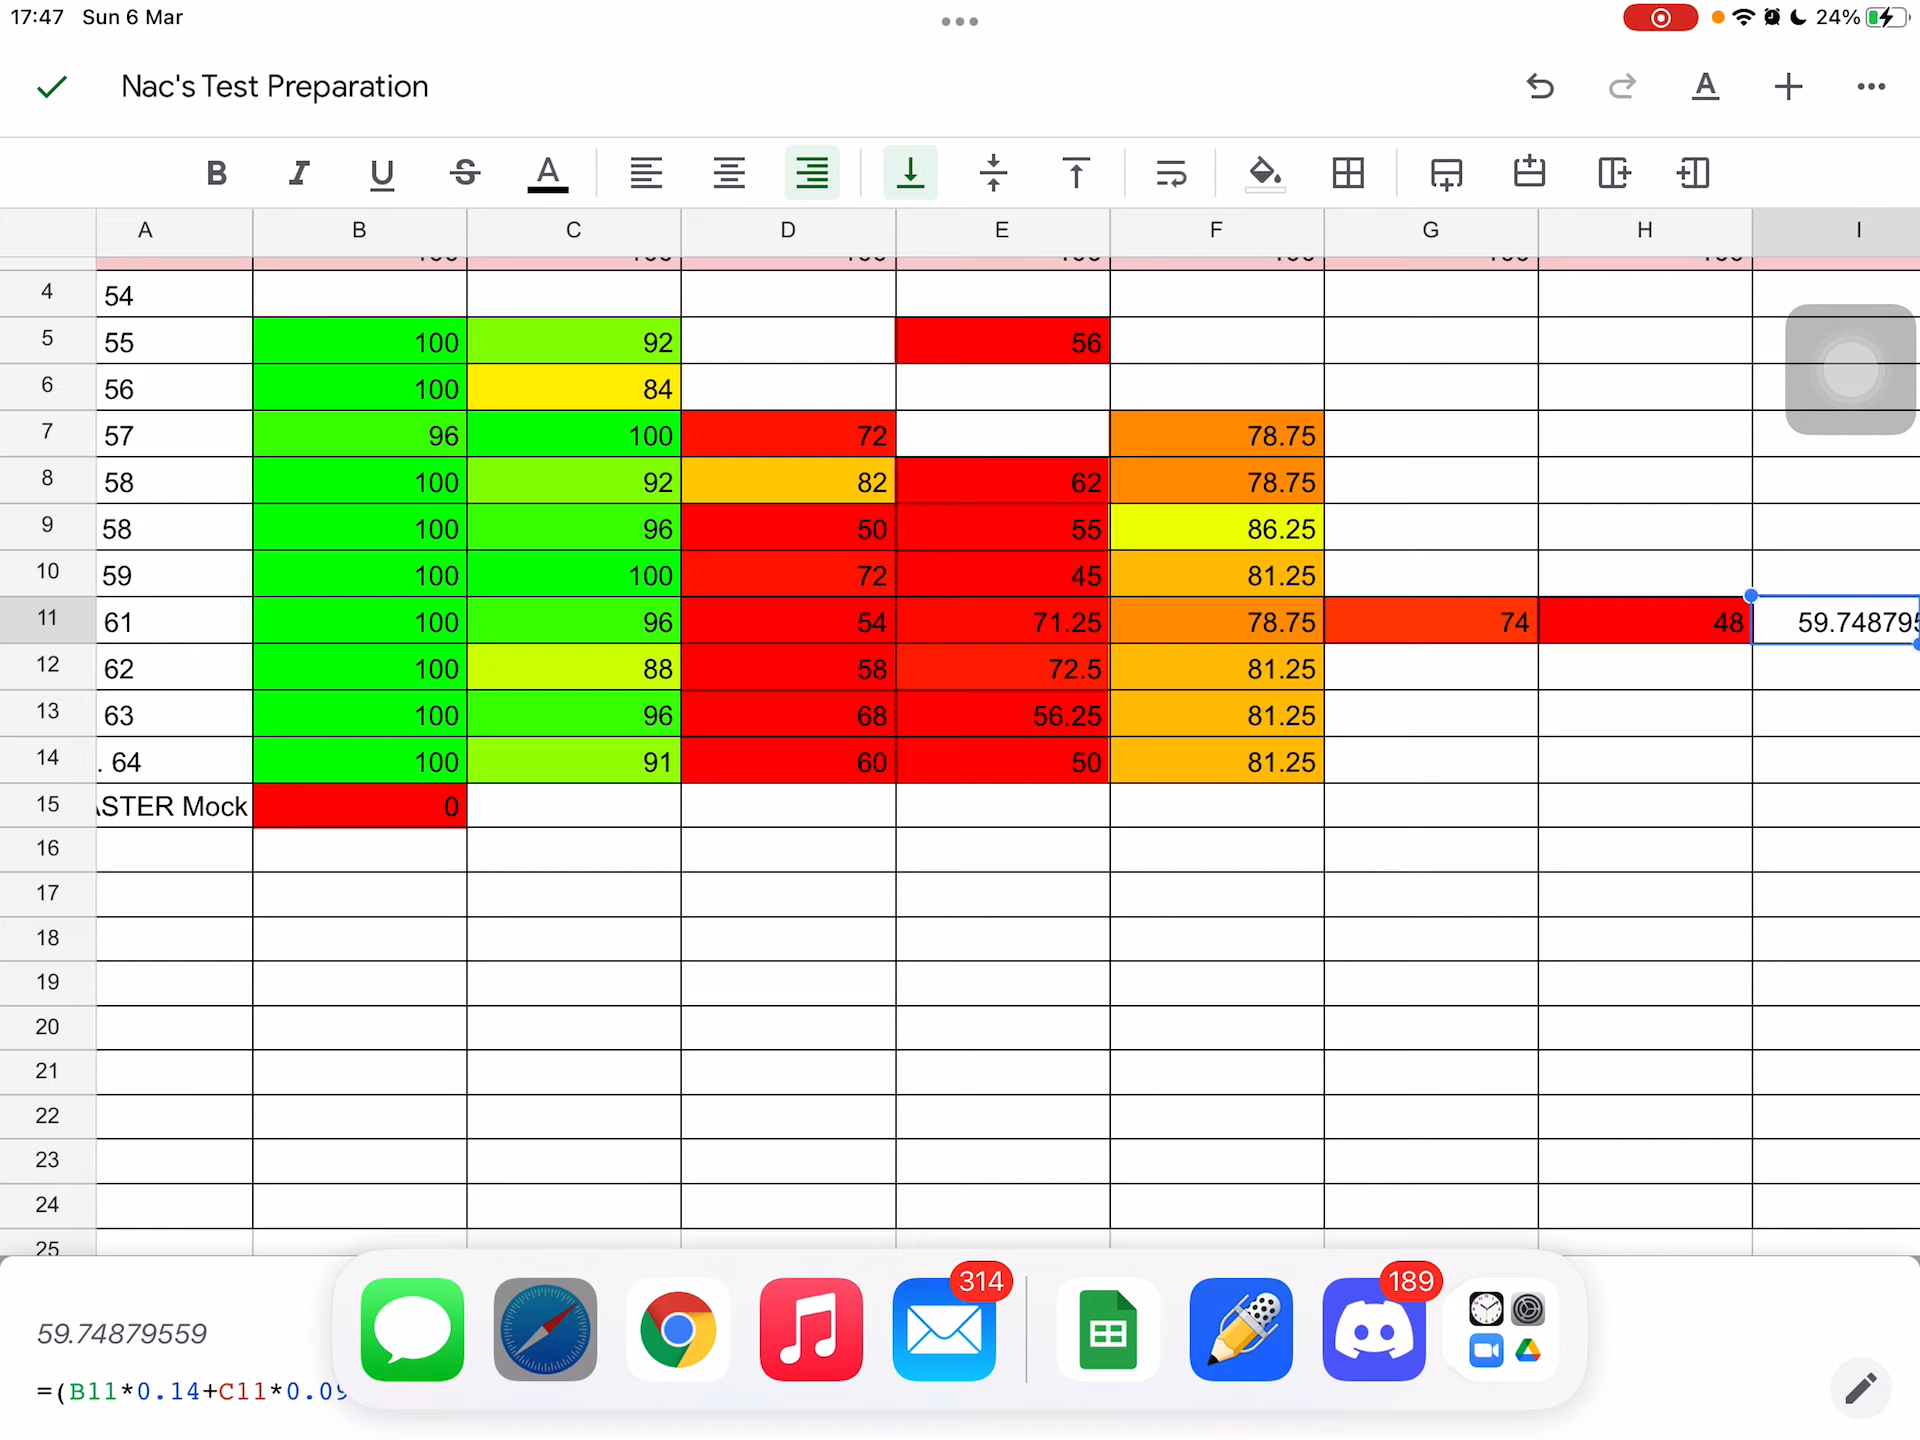 17:47 Sun 6 Mar 24%
Nac's Test Preparation
B I U S A
A B C D E F G H I
4 54
5 55 100 92 56
6 56 100 84
7 57 96 100 72 78.75
8 58 100 92 82 62 78.75
9 58 100 96 50 55 86.25
10 59 100 100 72 45 81.25
11 61 100 96 54 71.25 78.75 74 48 59.748795
12 62 100 88 58 72.5 81.25
13 63 100 96 68 56.25 81.25
14 . 64 100 91 60 50 81.25
15 ASTER Mock 0
16
17
18
19
20
21
22
23
24
25
314 189
59.74879559
=(B11*0.14+C11*0.09